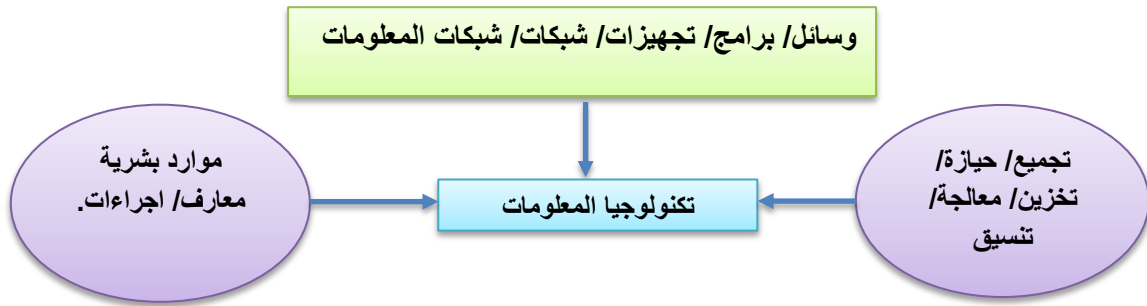 وسائل/ برامج/ تجهيزات/ شبكات/ شبكات المعلومات
تجميع/ حيازة/
تخزين/ معالجة/
تنسيق
تكنولوجيا المعلومات
موارد بشرية
معارف/ اجراءات.